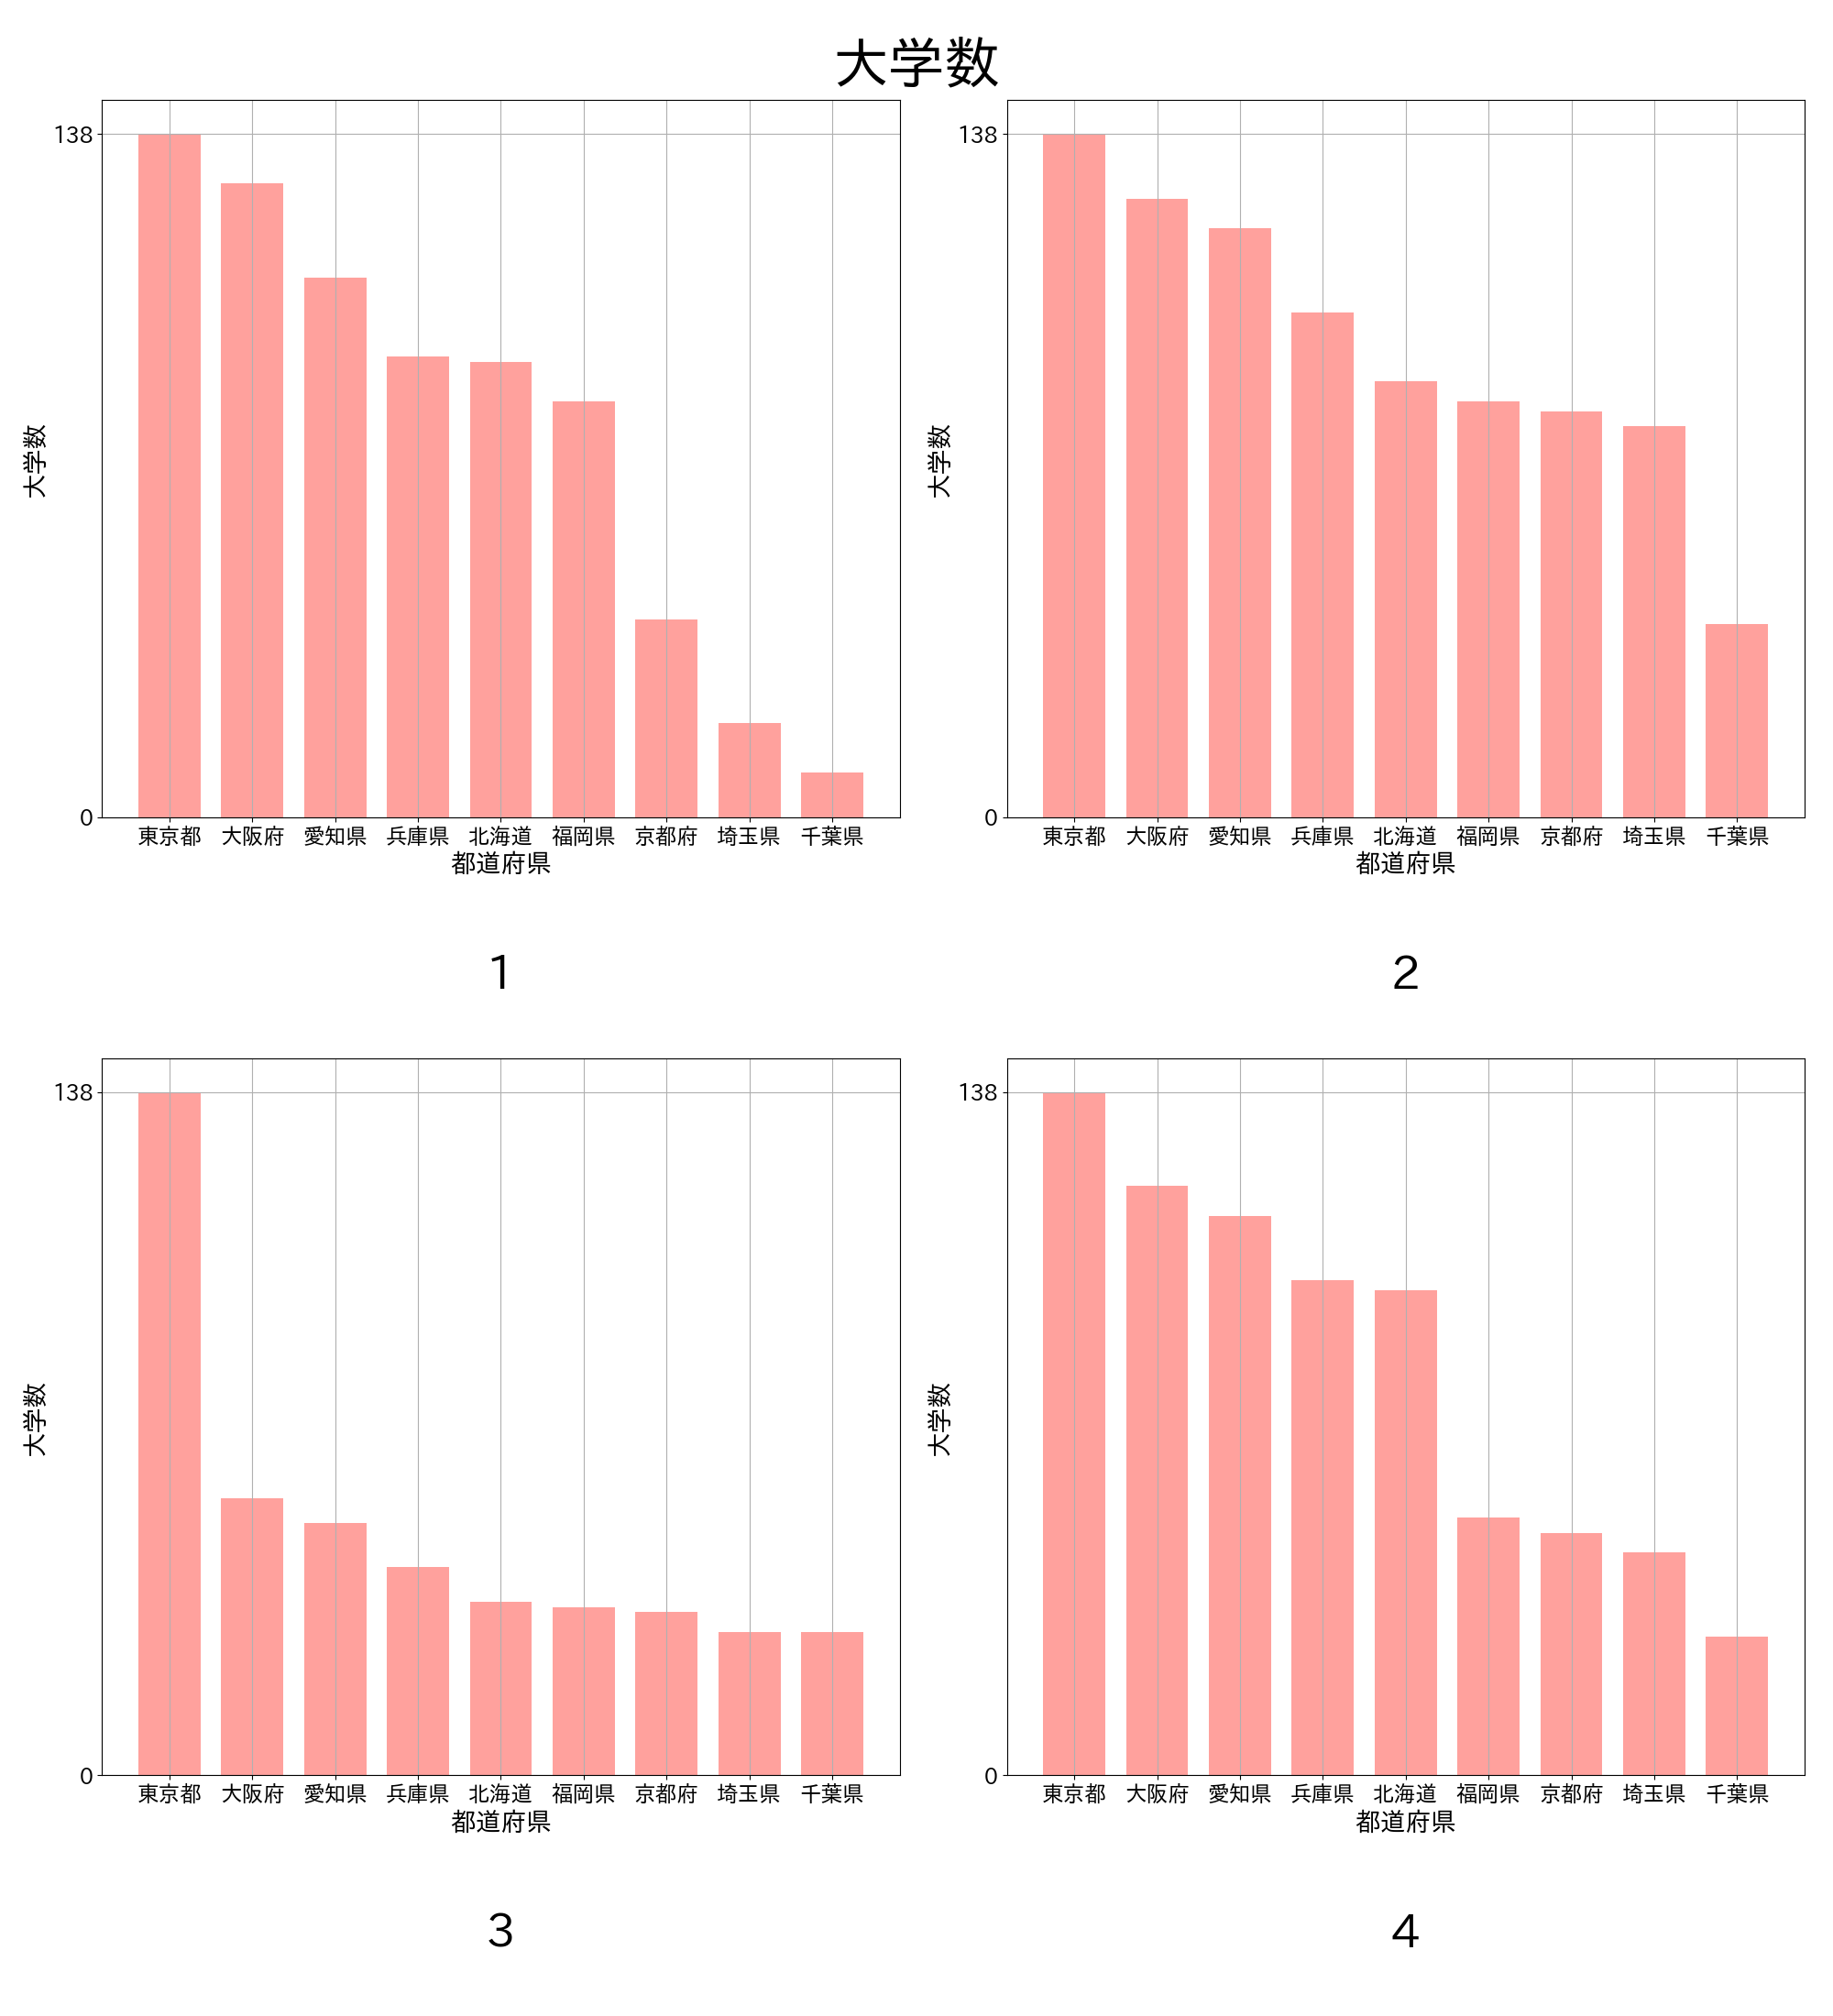 大学数
138
0
大学数
東京都 大阪府 愛知県 兵庫県 北海道 福岡県 京都府 埼玉県 千葉県
都道府県
1
138
0
大学数
東京都 大阪府 愛知県 兵庫県 北海道 福岡県 京都府 埼玉県 千葉県
都道府県
2
138
0
大学数
東京都 大阪府 愛知県 兵庫県 北海道 福岡県 京都府 埼玉県 千葉県
都道府県
3
138
0
大学数
東京都 大阪府 愛知県 兵庫県 北海道 福岡県 京都府 埼玉県 千葉県
都道府県
4